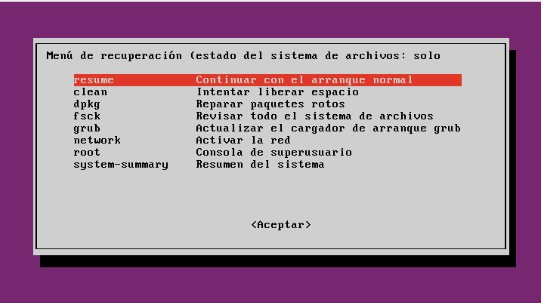 Menú de recuperación (estado del sistema de archivos: solo
resume Continuar con el arranque normal
clean Intentar liberar espacio
dpkg Reparar paquetes rotos
fsck Revisar todo el sistema de archivos
grub Actualizar el cargador de arranque grub
network Activar la red
root Consola de superusuario
system-summary Resumen del sistema
<Aceptar>